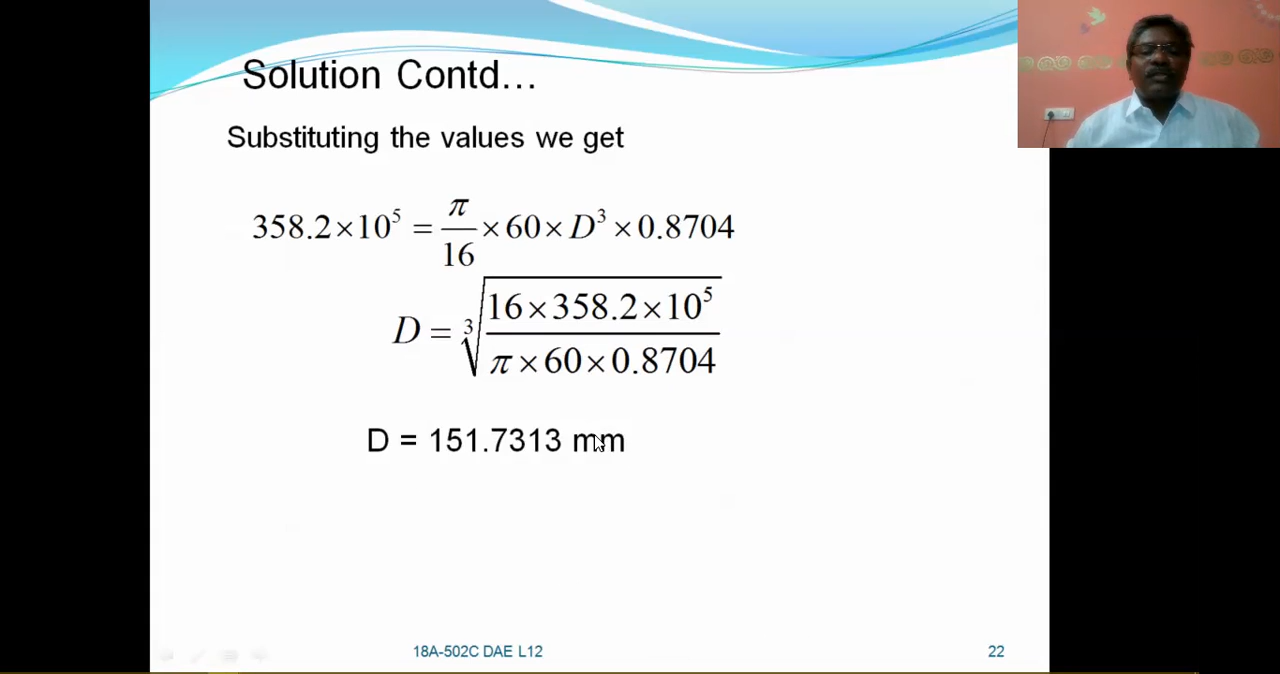 Solution Contd...
Substituting the values we get
358.2×10⁵ = π/16 ×60×D³×0.8704
D = ∛(16×358.2×10⁵ / π×60×0.8704)
D = 151.7313 mm
18A-502C DAE L12
22